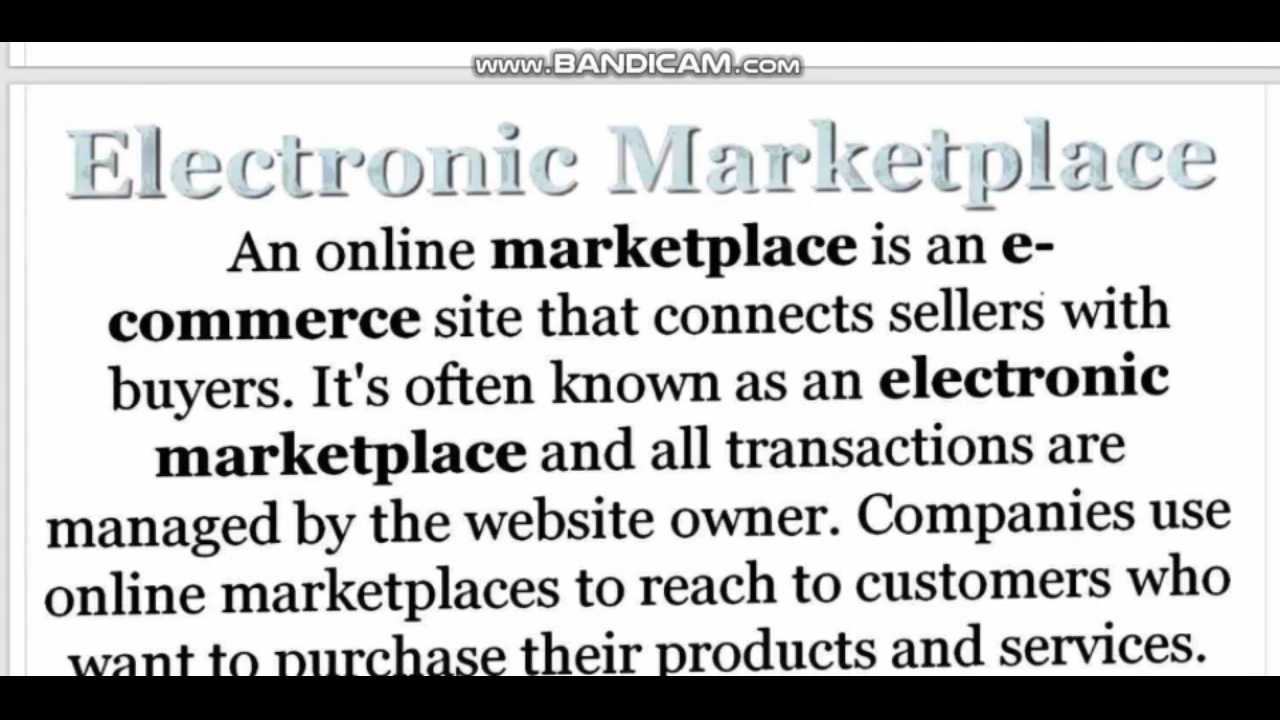 www.BANDICAM.com
Electronic Marketplace
An online marketplace is an e-
commerce site that connects sellers with
buyers. It's often known as an electronic
marketplace and all transactions are
managed by the website owner. Companies use
online marketplaces to reach to customers who
want to purchase their products and services.